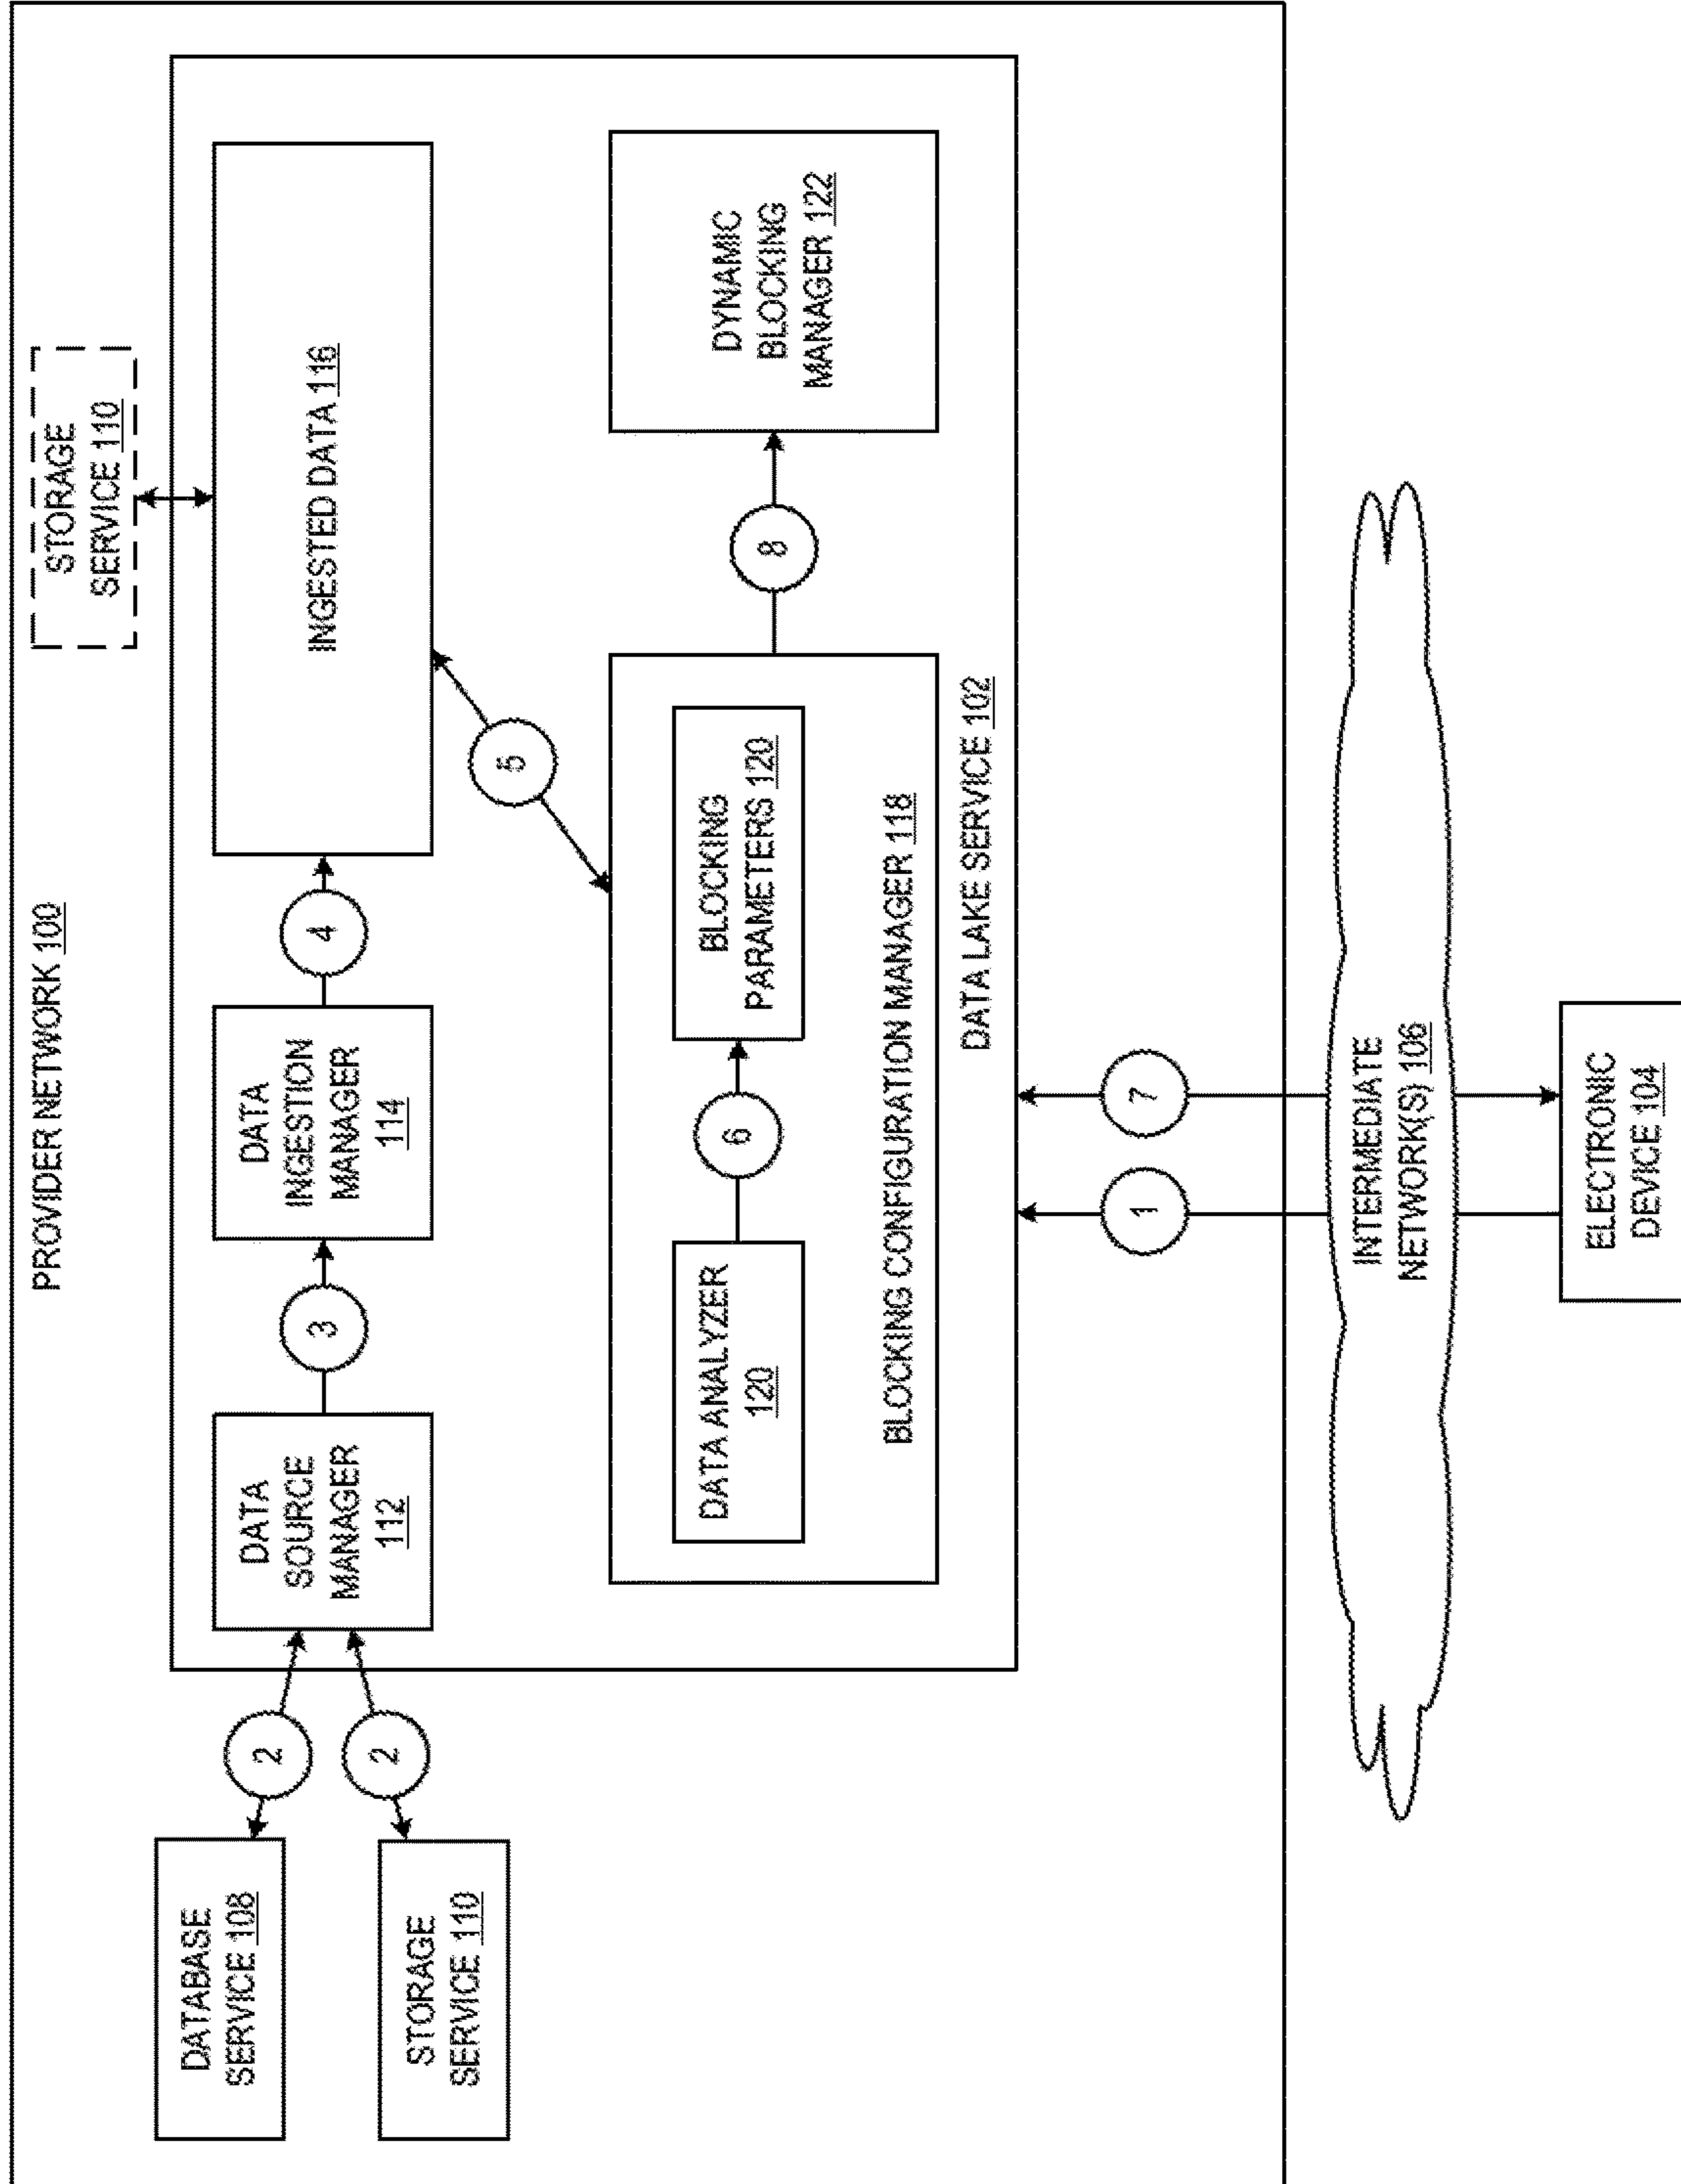 PROVIDER NETWORK 100
STORAGE
SERVICE 110
DATABASE
SERVICE 108
STORAGE
SERVICE 110
2
2
DATA
SOURCE
MANAGER
112
3
DATA
INGESTION
MANAGER
114
4
INGESTED DATA 116
5
DATA ANALYZER
120
6
BLOCKING
PARAMETERS 120
BLOCKING CONFIGURATION MANAGER 118
8
DYNAMIC
BLOCKING
MANAGER 122
DATA LAKE SERVICE 102
1
7
INTERMEDIATE
NETWORK(S) 106
ELECTRONIC
DEVICE 104